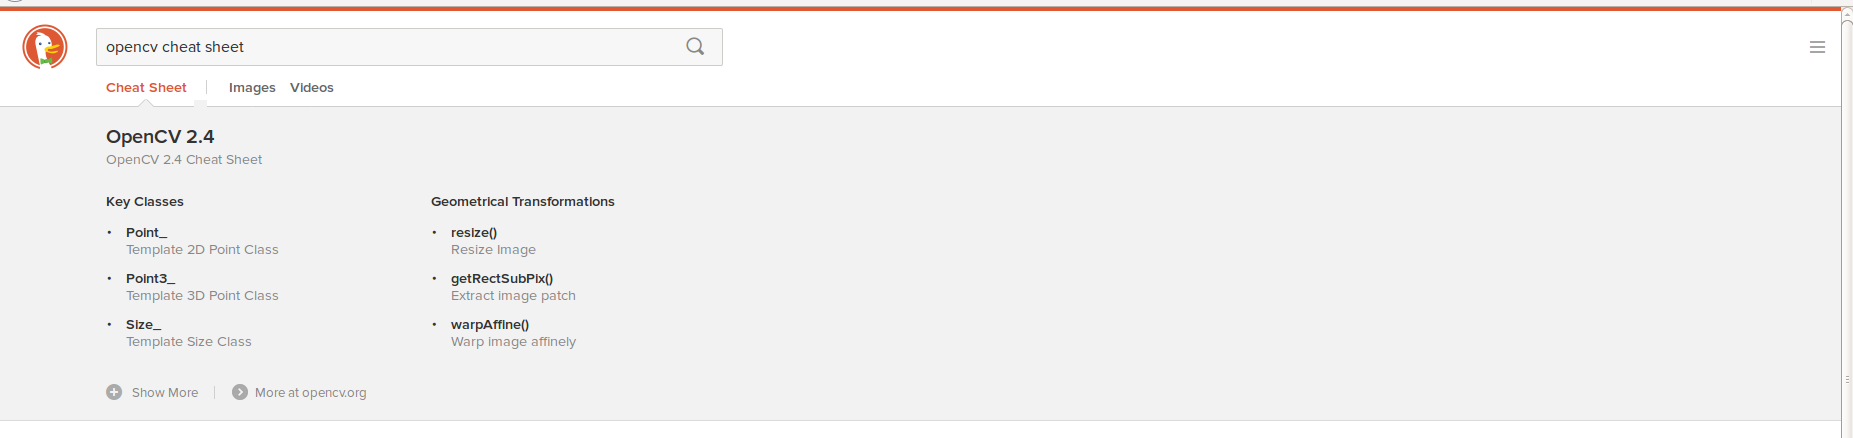 opencv cheat sheet
Cheat Sheet
Images
Videos
OpenCV 2.4
OpenCV 2.4 Cheat Sheet
Key Classes
• Point_
Template 2D Point Class
• Point3_
Template 3D Point Class
• Size_
Template Size Class
Geometrical Transformations
• resize()
Resize Image
• getRectSubPix()
Extract image patch
• warpAffine()
Warp image affinely
Show More
More at opencv.org